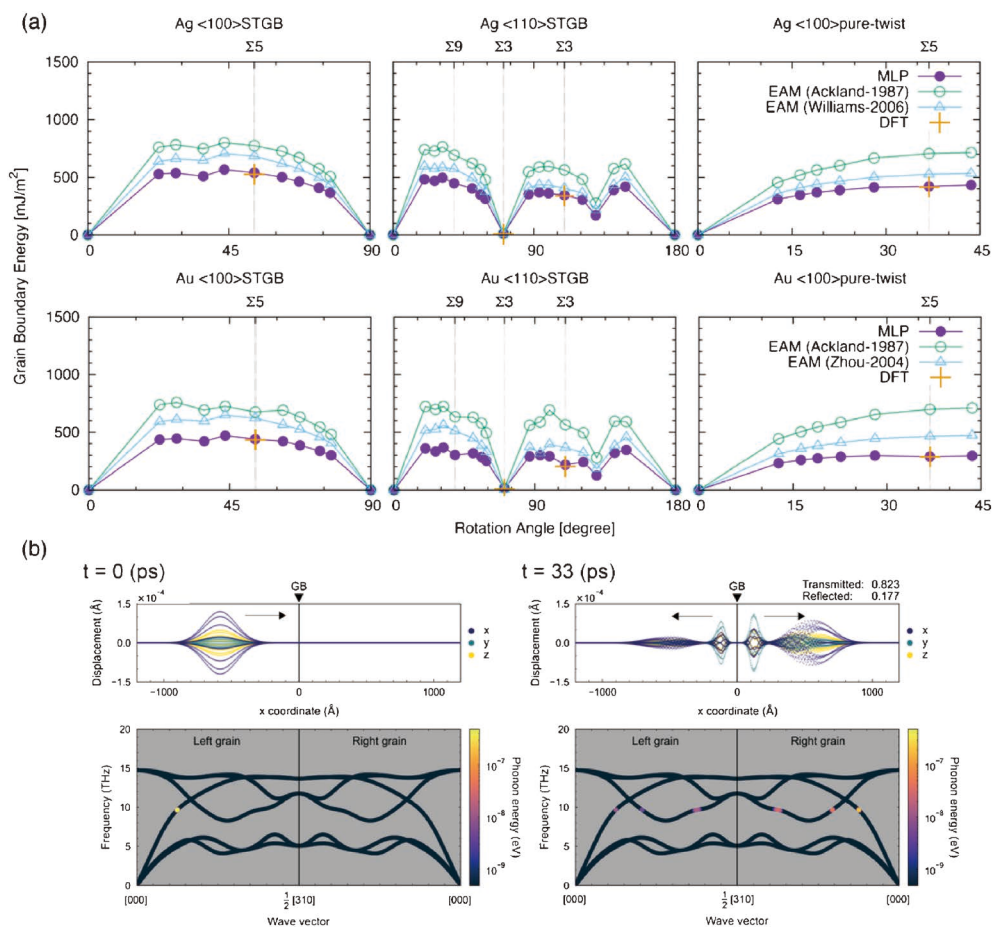 (a)
Ag <100>STGB
Ag <110>STGB
Ag <100>pure-twist
Σ5
Σ9
Σ3
Σ3
Σ5
1500
1000
500
0
MLP
EAM (Ackland-1987)
EAM (Williams-2006)
DFT
0
45
90
0
90
180
0
15
30
45
Au <100>STGB
Au <110>STGB
Au <100>pure-twist
Σ5
Σ9
Σ3
Σ3
Σ5
1500
1000
500
0
MLP
EAM (Ackland-1987)
EAM (Zhou-2004)
DFT
0
45
90
0
90
180
0
15
30
45
Grain Boundary Energy [mJ/m²]
Rotation Angle [degree]
(b)
t = 0 (ps)
×10⁻⁴
GB
1.5
0.0
−1.5
Displacement (Å)
x
y
z
−1000
0
1000
x coordinate (Å)
t = 33 (ps)
×10⁻⁴
GB
Transmitted: 0.823
Reflected: 0.177
1.5
0.0
−1.5
Displacement (Å)
x
y
z
−1000
0
1000
x coordinate (Å)
20
15
10
5
0
Frequency (THz)
Left grain
Right grain
[000]
½ [310]
[000]
Wave vector
10⁻⁷
10⁻⁸
10⁻⁹
Phonon energy (eV)
20
15
10
5
0
Frequency (THz)
Left grain
Right grain
[000]
½ [310]
[000]
Wave vector
10⁻⁷
10⁻⁸
10⁻⁹
Phonon energy (eV)